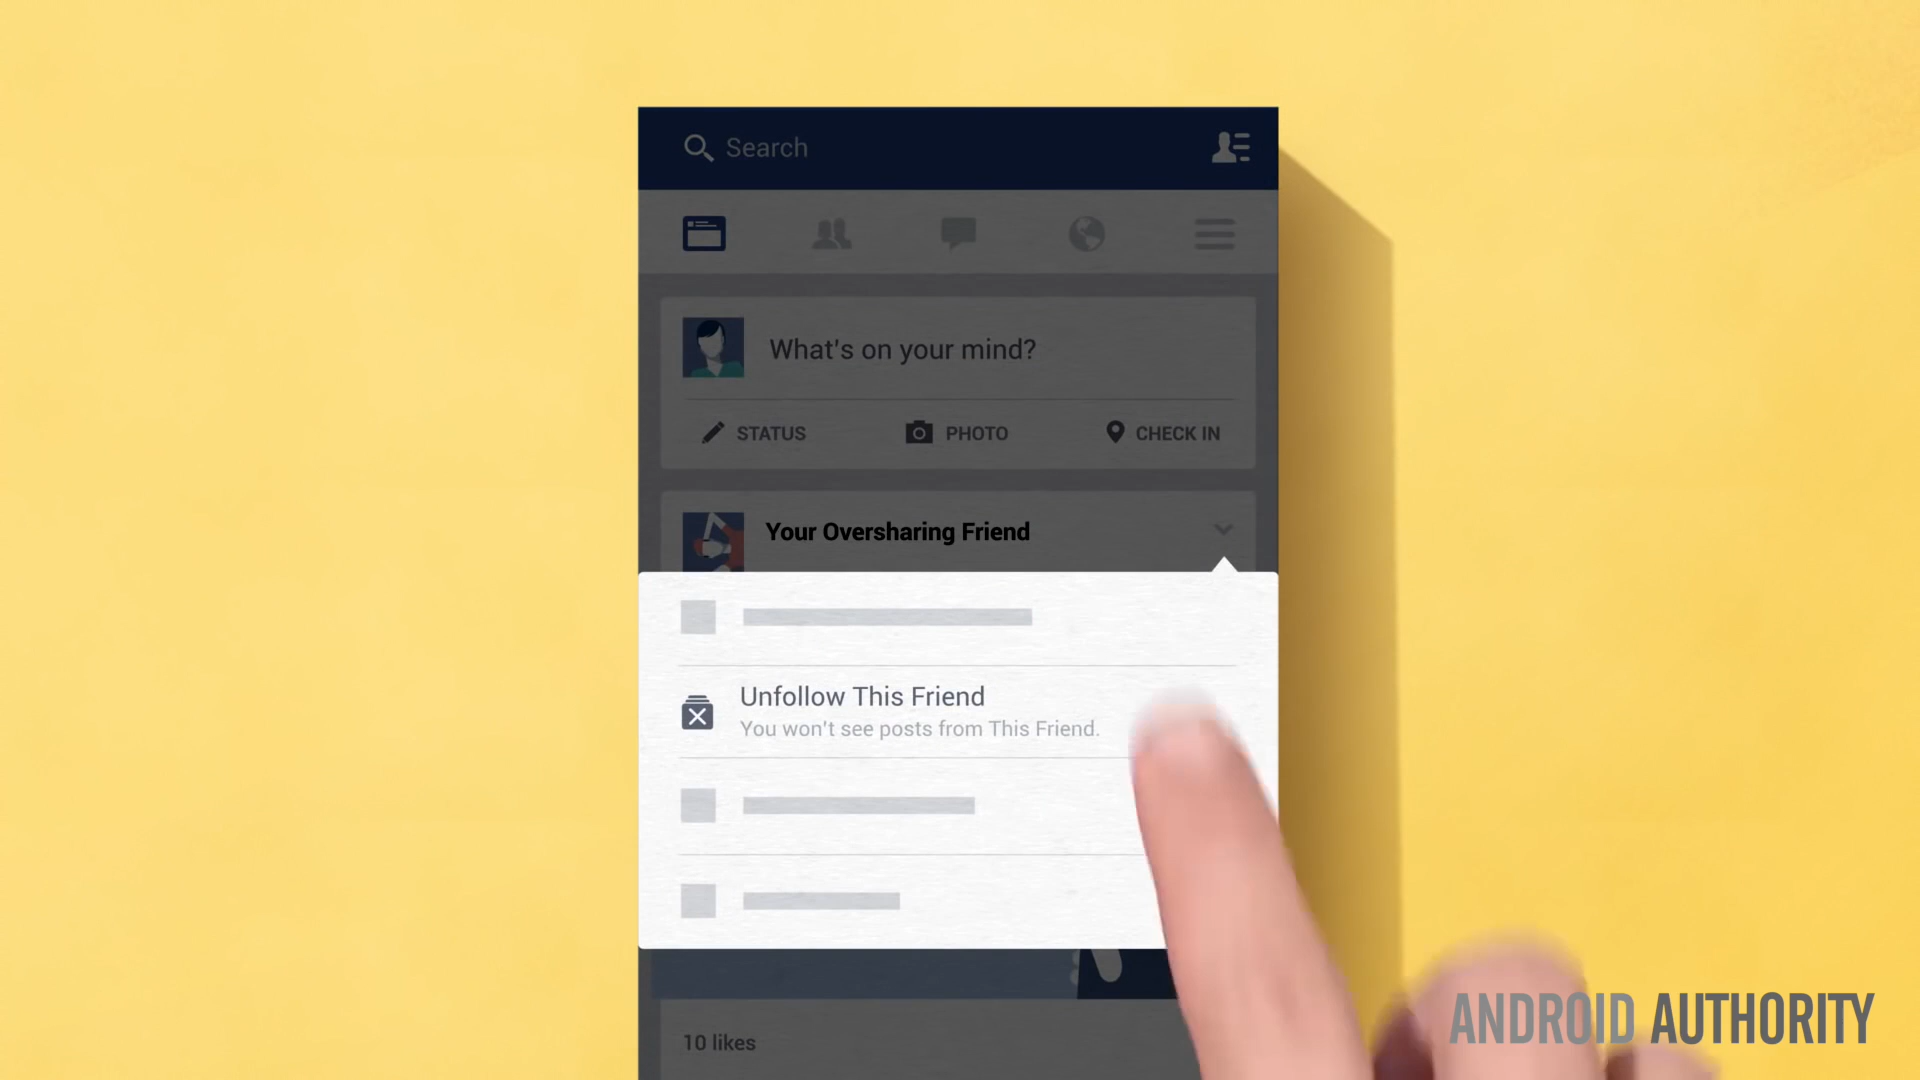 Search
What's on your mind?
STATUS
PHOTO
CHECK IN
Your Oversharing Friend
Unfollow This Friend
You won't see posts from This Friend.
10 likes
ANDROID AUTHORITY